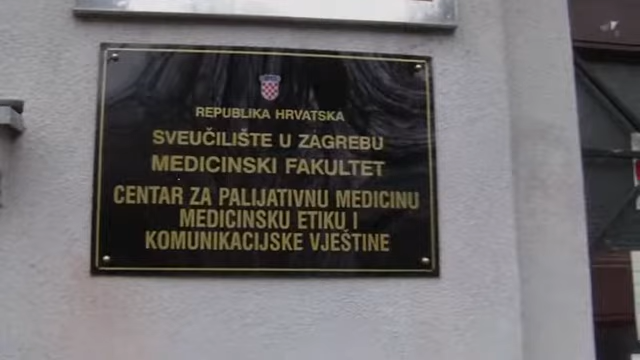 REPUBLIKA HRVATSKA
SVEUČILIŠTE U ZAGREBU
MEDICINSKI FAKULTET
CENTAR ZA PALIJATIVNU MEDICINU
MEDICINSKU ETIKU I
KOMUNIKACIJSKE VJEŠTINE